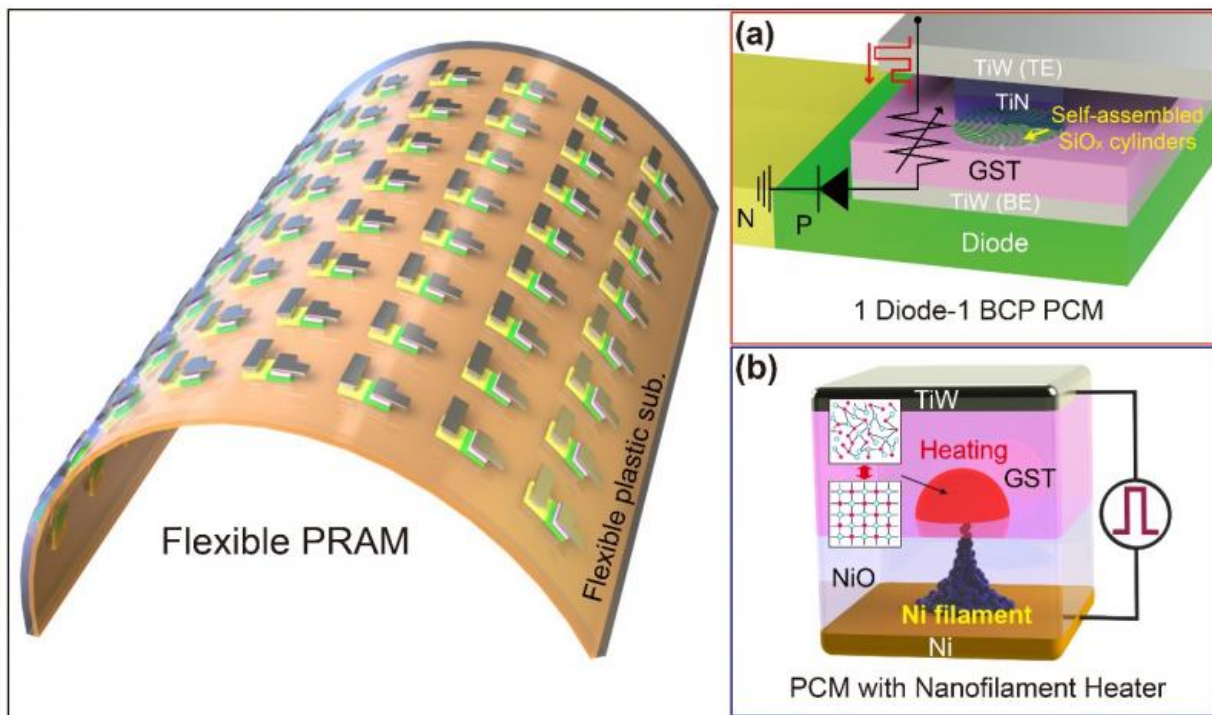 Flexible PRAM
Flexible plastic sub.
(a)
TiW (TE)
TiN
Self-assembled
SiOx cylinders
GST
TiW (BE)
N
P
Diode
1 Diode-1 BCP PCM
(b)
TiW
Heating
GST
NiO
Ni filament
Ni
PCM with Nanofilament Heater